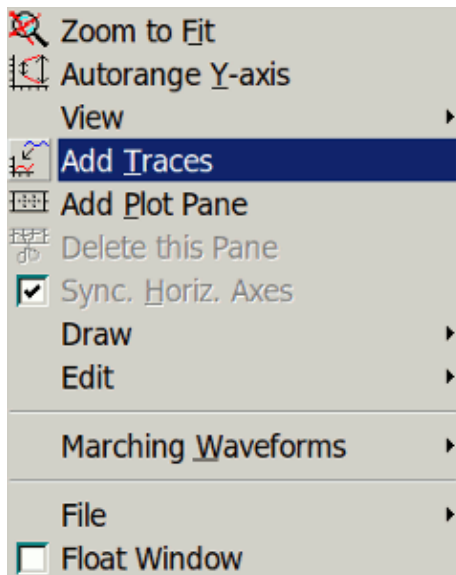 Zoom to Fit
Autorange Y-axis
View
Add Traces
Add Plot Pane
Delete this Pane
Sync. Horiz. Axes
Draw
Edit
Marching Waveforms
File
Float Window